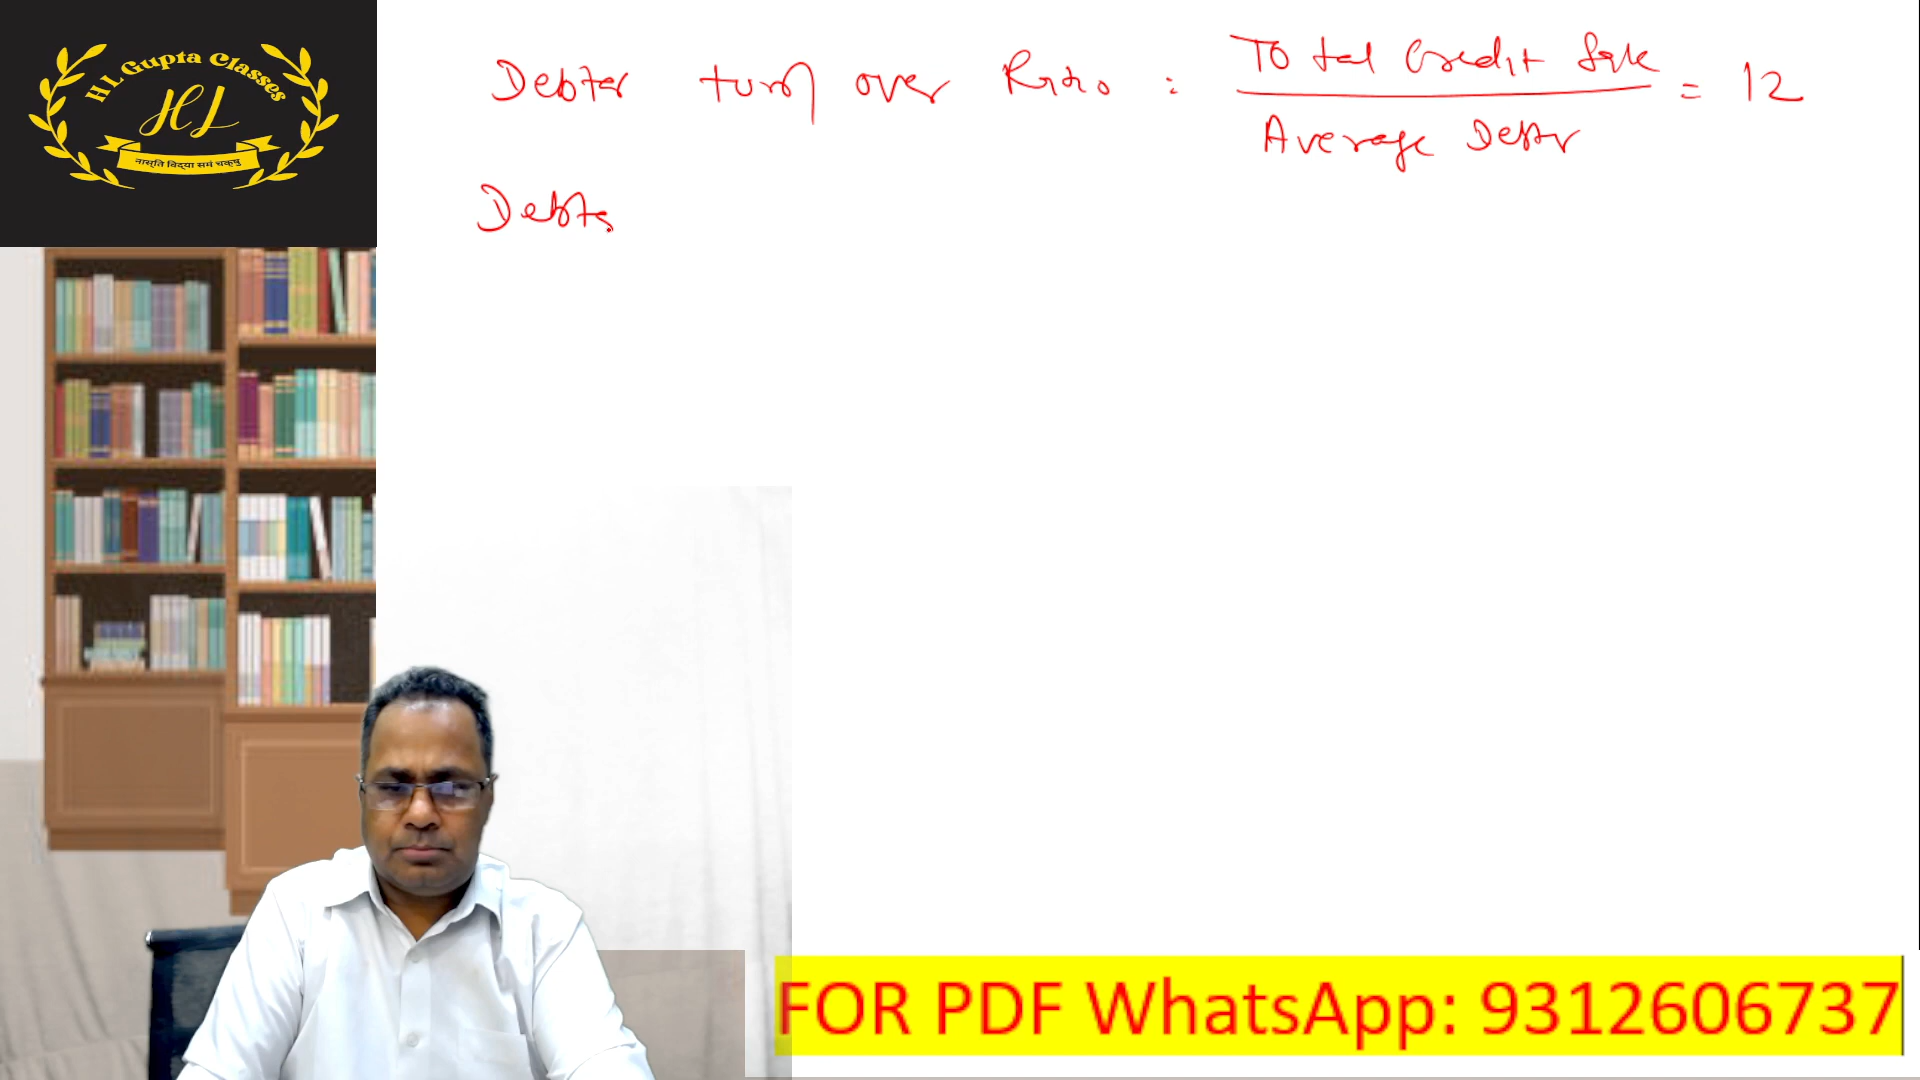 HL Gupta Classes
HL
नास्ति विद्या समं चक्षु
Debtor turn over Ratio : Total Credit Sale = 12
Average Debtor
Debto
FOR PDF WhatsApp: 9312606737